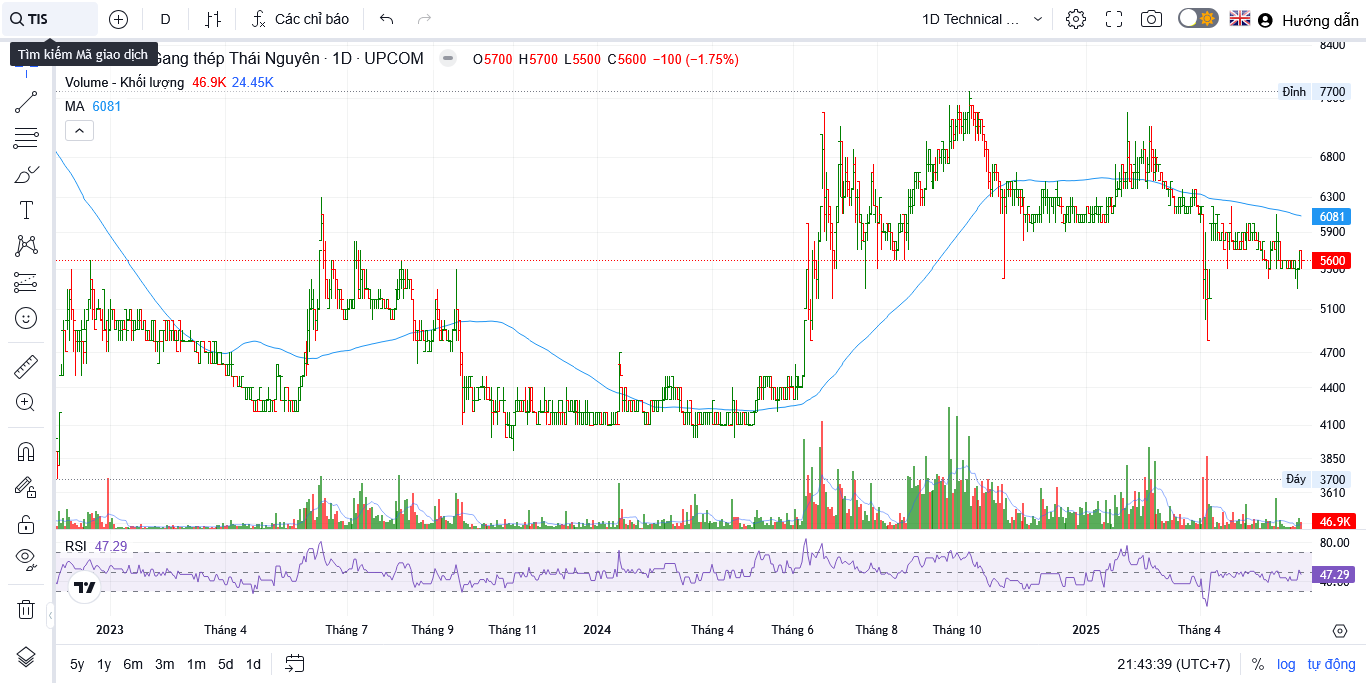 TIS
D
Các chỉ báo
1D Technical ...
Hướng dẫn
Tìm kiếm Mã giao dịch
Gang thép Thái Nguyên · 1D · UPCOM
O5700 H5700 L5500 C5600 −100 (−1.75%)
Volume - Khối lượng 46.9K 24.45K
MA 6081
8400
Đỉnh 7700
6800
6300
6081
5900
5600
5100
4700
4400
4100
3850
Đáy 3700
3610
46.9K
RSI 47.29
80.00
47.29
2023 Tháng 4 Tháng 7 Tháng 9 Tháng 11 2024 Tháng 4 Tháng 6 Tháng 8 Tháng 10 2025 Tháng 4
5y 1y 6m 3m 1m 5d 1d
21:43:39 (UTC+7) % log tự động